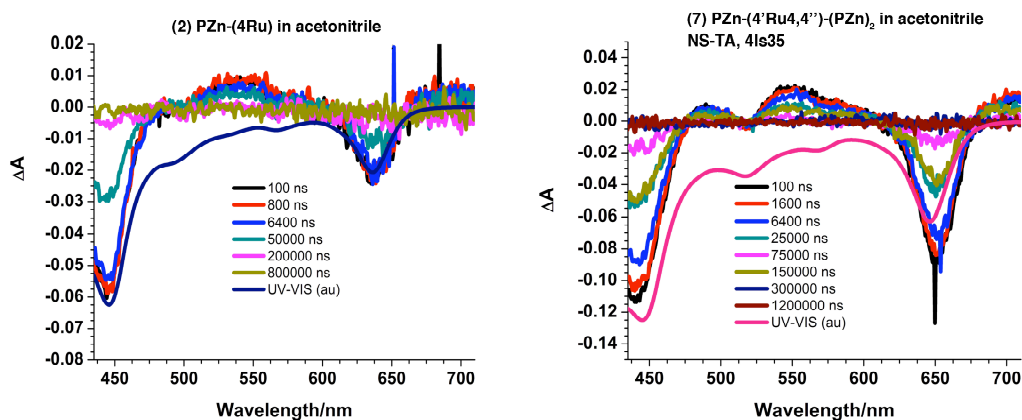 (2) PZn-(4Ru) in acetonitrile
0.02
0.01
0.00
-0.01
-0.02
-0.03
-0.04
-0.05
-0.06
-0.07
-0.08
ΔA
100 ns
800 ns
6400 ns
50000 ns
200000 ns
800000 ns
UV-VIS (au)
450 500 550 600 650 700
Wavelength/nm
(7) PZn-(4'Ru4,4'')-(PZn)₂ in acetonitrile
NS-TA, 4ls35
0.04
0.02
0.00
-0.02
-0.04
-0.06
-0.08
-0.10
-0.12
-0.14
ΔA
100 ns
1600 ns
6400 ns
25000 ns
75000 ns
150000 ns
300000 ns
1200000 ns
UV-VIS (au)
450 500 550 600 650 700
Wavelength/nm